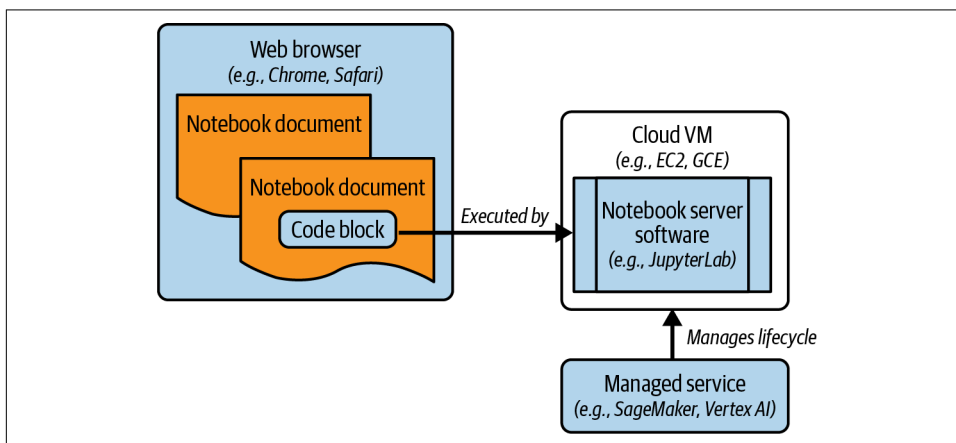 Web browser
(e.g., Chrome, Safari)
Notebook document
Notebook document
Code block
Executed by
Cloud VM
(e.g., EC2, GCE)
Notebook server
software
(e.g., JupyterLab)
Manages lifecycle
Managed service
(e.g., SageMaker, Vertex AI)